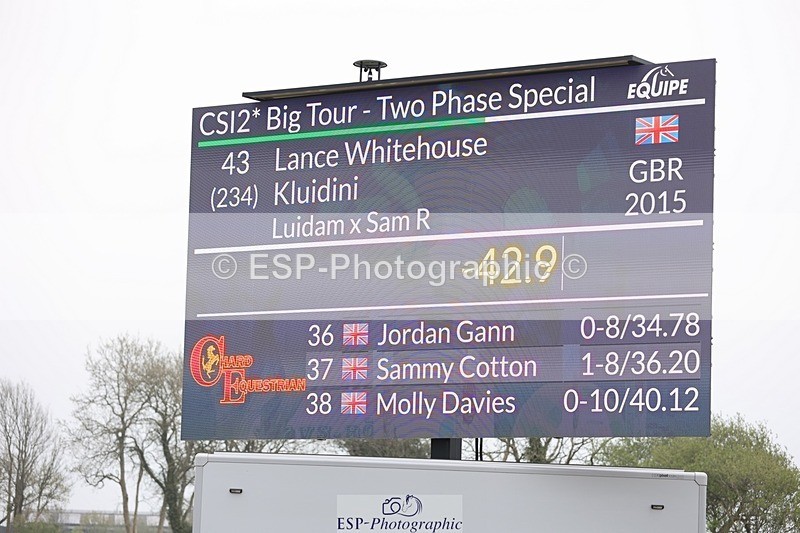 CSI2* Big Tour - Two Phase Special
EQUIPE
43 Lance Whitehouse
(234) Kluidini GBR
Luidam x Sam R 2015
-42.9
© ESP-Photographic ©
36 Jordan Gann 0-8/34.78
37 Sammy Cotton 1-8/36.20
38 Molly Davies 0-10/40.12
CHARD
EQUESTRIAN
ESP-Photographic